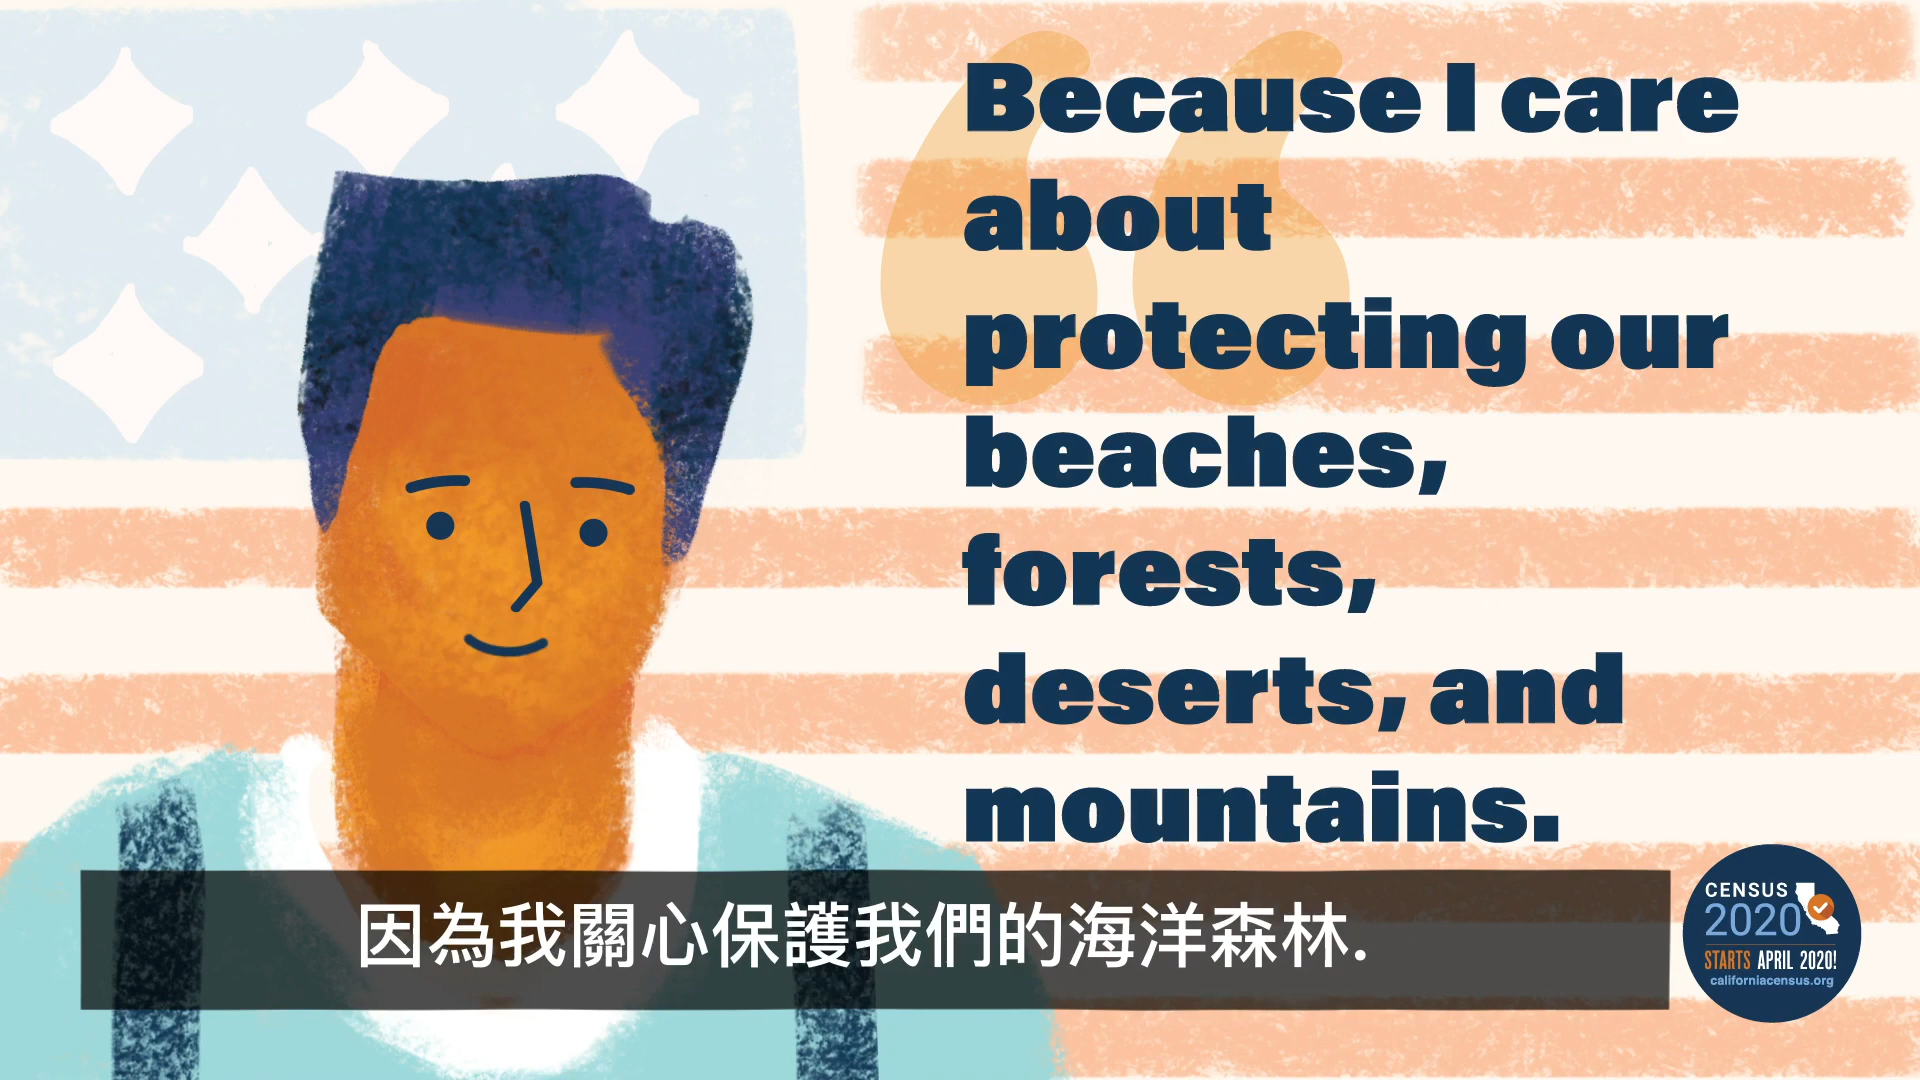 Because I care
about
protecting our
beaches,
forests,
deserts, and
mountains.
因為我關心保護我們的海洋森林.
CENSUS
2020
STARTS APRIL 2020!
californiacensus.org